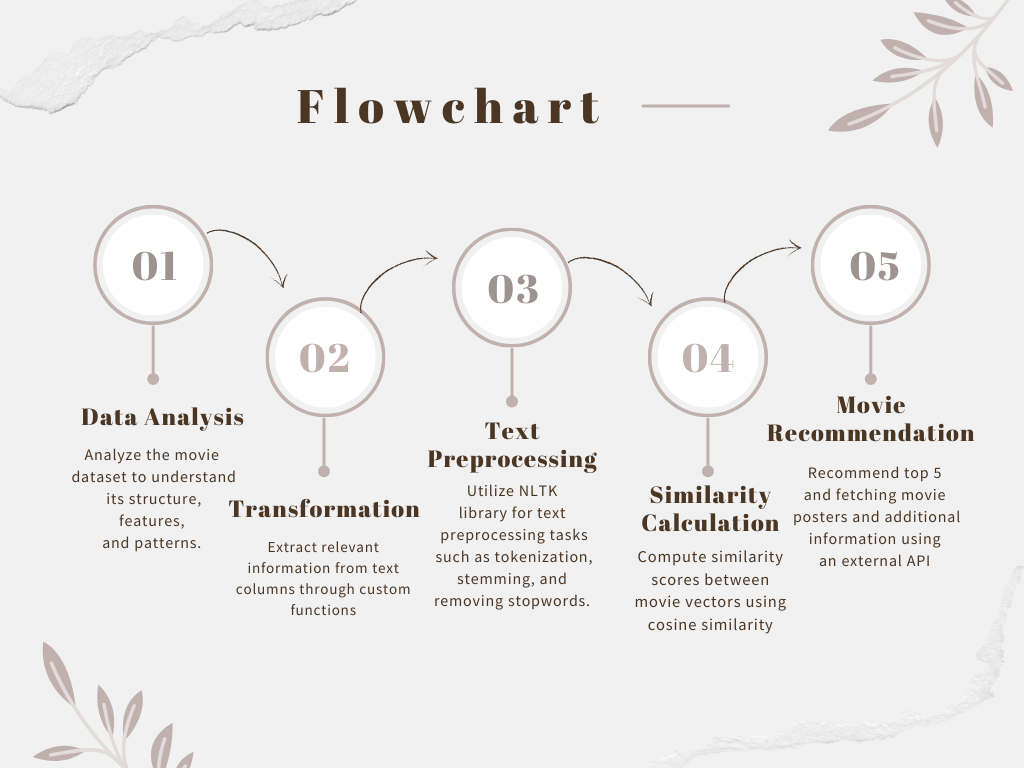 Flowchart
01
Data Analysis
Analyze the movie
dataset to understand
its structure,
features,
and patterns.
02
Transformation
Extract relevant
information from text
columns through custom
functions
03
Text
Preprocessing
Utilize NLTK
library for text
preprocessing tasks
such as tokenization,
stemming, and
removing stopwords.
04
Similarity
Calculation
Compute similarity
scores between
movie vectors using
cosine similarity
05
Movie
Recommendation
Recommend top 5
and fetching movie
posters and additional
information using
an external API